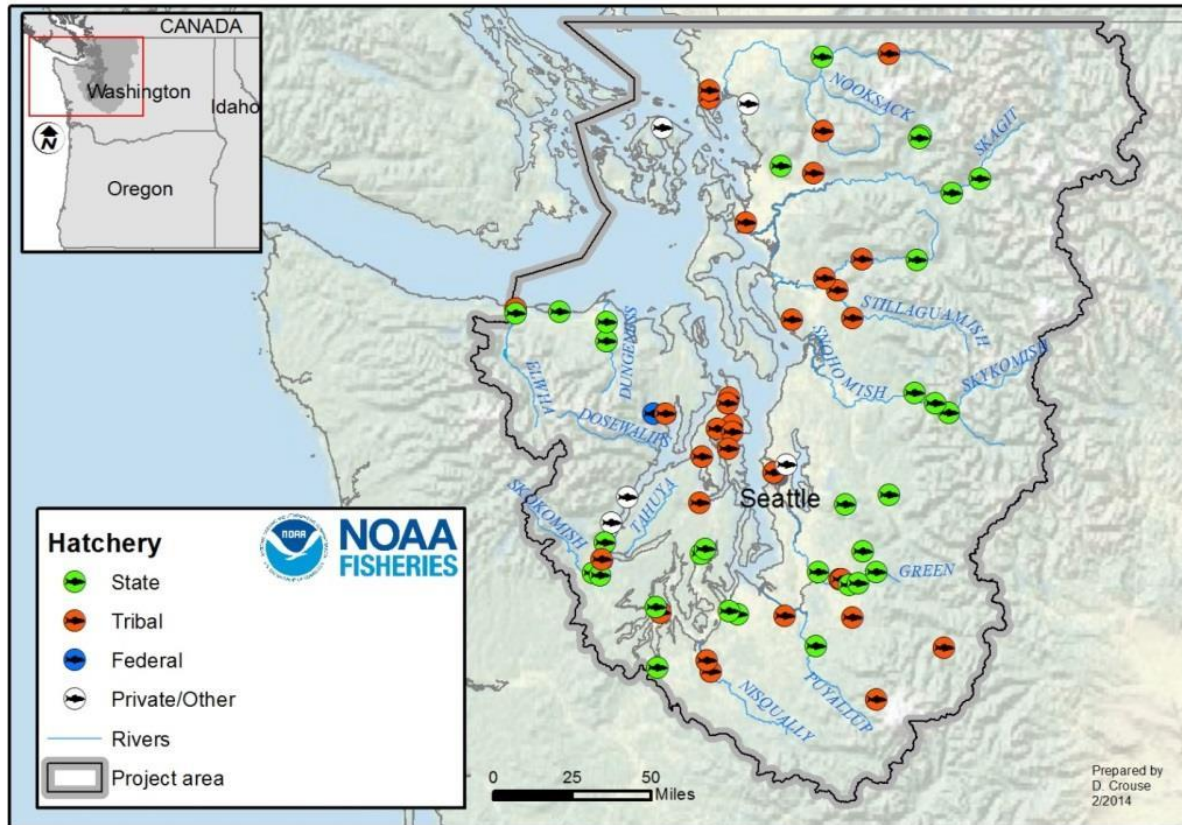 CANADA
Washington
Idaho
N
Oregon
NOOKSACK
SKAGIT
STILLAGUAMISH
SNOHOMISH
SKYKOMISH
ELWHA
DUNGENESS
DOSEWALIPS
TAHUYA
SKOKOMISH
Seattle
GREEN
PUYALLUP
NISQUALLY
Hatchery
NOAA
NOAA
FISHERIES
State
Tribal
Federal
Private/Other
Rivers
Project area
0 25 50
Miles
Prepared by
D. Crouse
2/2014